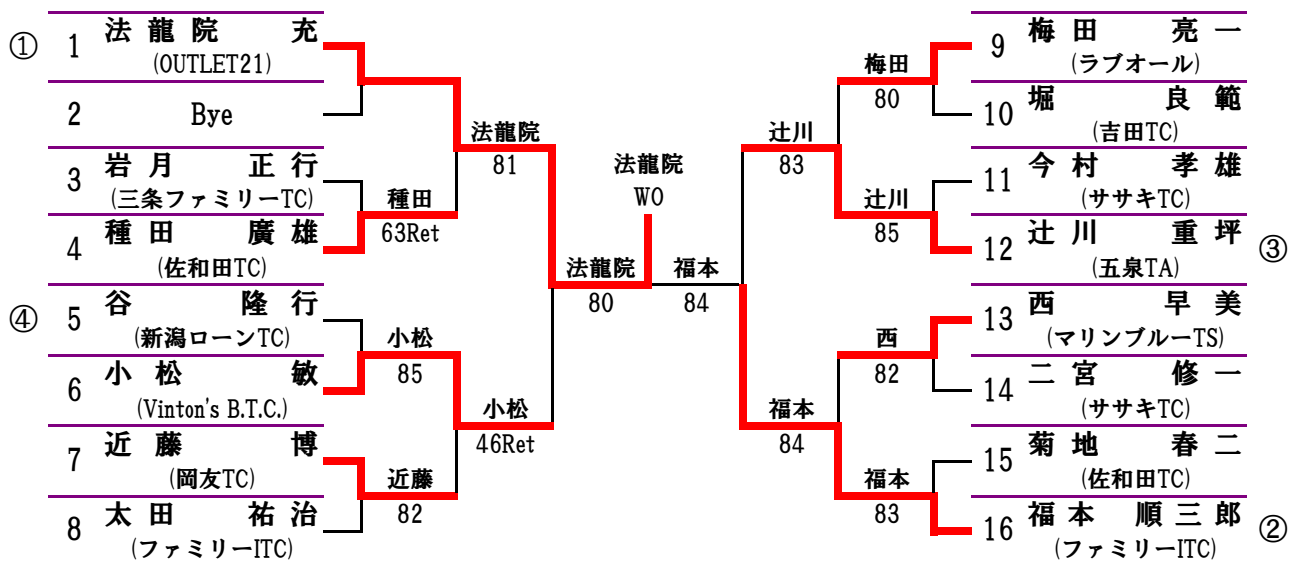 ① 1 法龍院 充
(OUTLET21)
2 Bye
3 岩月 正行
(三条ファミリーTC)
4 種田 廣雄
(佐和田TC)
④ 5 谷 隆行
(新潟ローンTC)
6 小松 敏
(Vinton's B.T.C.)
7 近藤 博
(岡友TC)
8 太田 祐治
(ファミリーITC)
種田
63Ret
小松
85
近藤
82
法龍院
81
小松
46Ret
法龍院
80
法龍院
WO
福本
84
辻川
83
福本
84
梅田
80
辻川
85
西
82
福本
83
9 梅田 亮一
(ラブオール)
10 堀 良範
(吉田TC)
11 今村 孝雄
(ササキTC)
12 辻川 重坪 ③
(五泉TA)
13 西 早美
(マリンブルーTS)
14 二宮 修一
(ササキTC)
15 菊地 春二
(佐和田TC)
16 福本 順三郎 ②
(ファミリーITC)